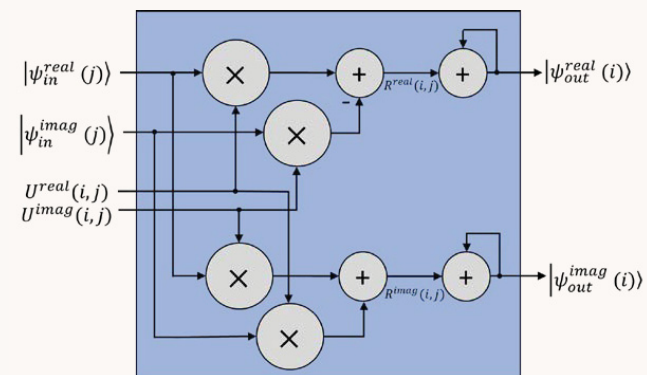 |ψ_in^real (j)⟩
× + R^real(i,j) +
|ψ_out^real (i)⟩
-
|ψ_in^imag (j)⟩
×
U^real(i,j)
U^imag(i,j)
× + R^imag(i,j) +
|ψ_out^imag (i)⟩
×